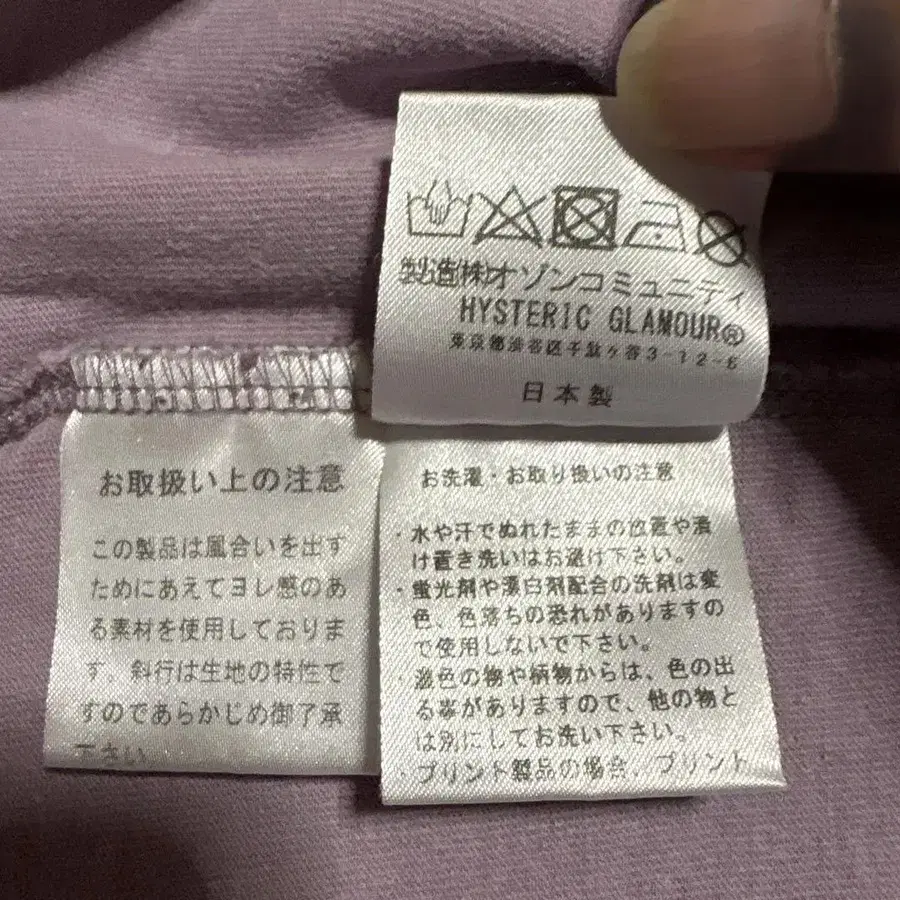 製造(株)オゾンコミュニティ
HYSTERIC GLAMOUR®
東京都渋谷区千駄ヶ谷3-12-6
日本製
お取扱い上の注意
この製品は風合いを出す
ためにあえてヨレ感のあ
る素材を使用しておりま
す。斜行は生地の特性で
すのであらかじめ御了承
下さい
お洗濯・お取り扱いの注意
・水や汗でぬれたままの放置や漬
け置き洗いはお避け下さい。
・蛍光剤や漂白剤配合の洗剤は変
色、色落ちの恐れがありますの
で使用しないで下さい。
・濃色の物や柄物からは、色の出
る事がありますので、他の物と
は別にしてお洗い下さい。
・プリント製品の場合、プリント